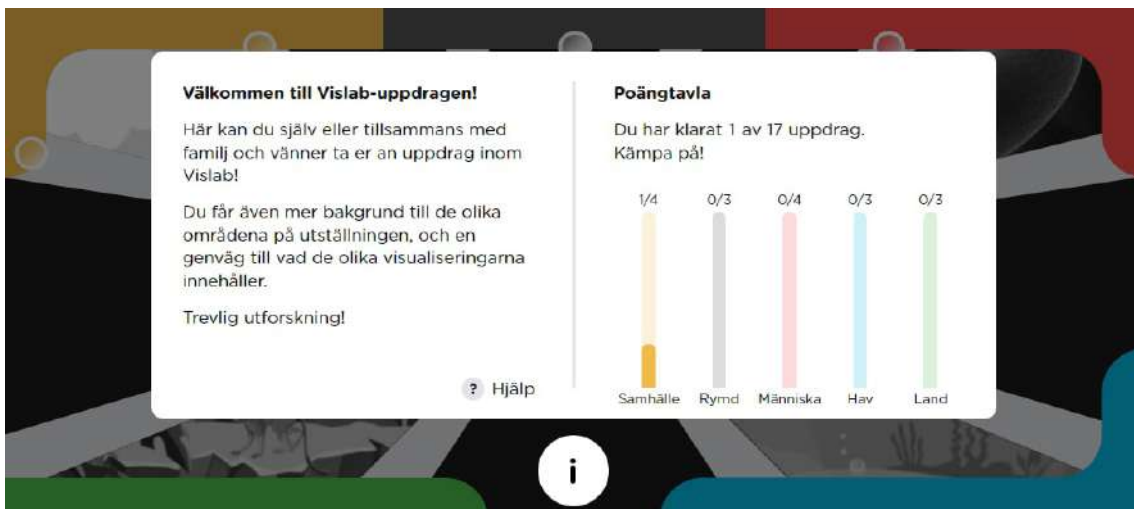 Välkommen till Vislab-uppdragen!
Här kan du själv eller tillsammans med
familj och vänner ta er an uppdrag inom
Vislab!
Du får även mer bakgrund till de olika
områdena på utställningen, och en
genväg till vad de olika visualiseringarna
innehåller.
Trevlig utforskning!
? Hjälp
Poängtavla
Du har klarat 1 av 17 uppdrag.
Kämpa på!
1/4 0/3 0/4 0/3 0/3
Samhälle Rymd Människa Hav Land
i